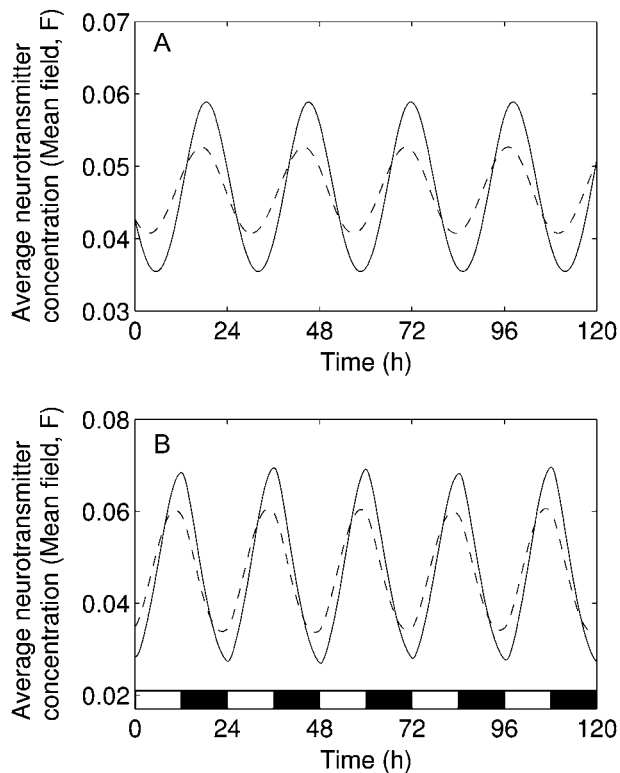 A
Average neurotransmitter
concentration (Mean field, F)
0.07
0.06
0.05
0.04
0.03
0 24 48 72 96 120
Time (h)
B
Average neurotransmitter
concentration (Mean field, F)
0.08
0.06
0.04
0.02
0 24 48 72 96 120
Time (h)